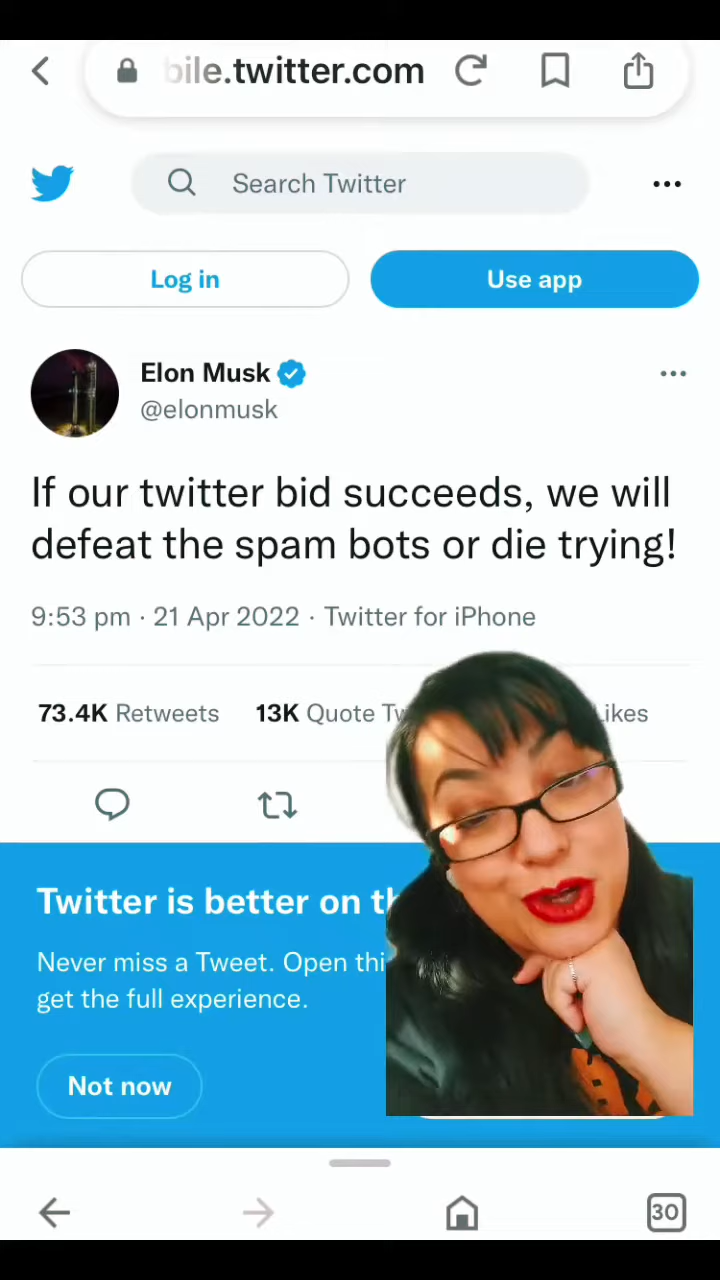 bile.twitter.com
Search Twitter
Log in
Use app
Elon Musk
@elonmusk
If our twitter bid succeeds, we will
defeat the spam bots or die trying!
9:53 pm · 21 Apr 2022 · Twitter for iPhone
73.4K Retweets 13K Quote
Twitter is better on
Never miss a Tweet. Open
get the full experience.
Not now
30